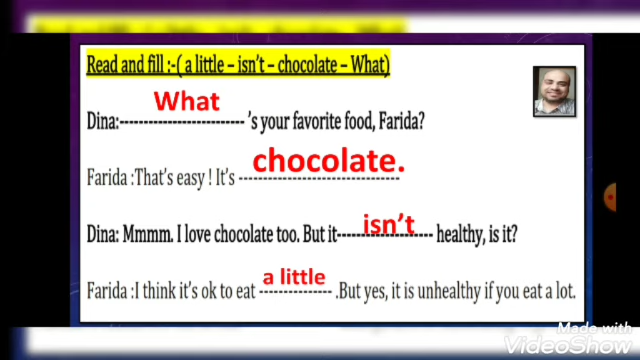 Read and fill :-( a little – isn't – chocolate – What)
Dina:--------------------------- What 's your favorite food, Farida?
Farida :That's easy ! It's ---------------------------------- chocolate.
Dina: Mmmm. I love chocolate too. But it--------------------- isn't healthy, is it?
Farida :I think it's ok to eat --------------- a little .But yes, it is unhealthy if you eat a lot.
Made with
VideoShow